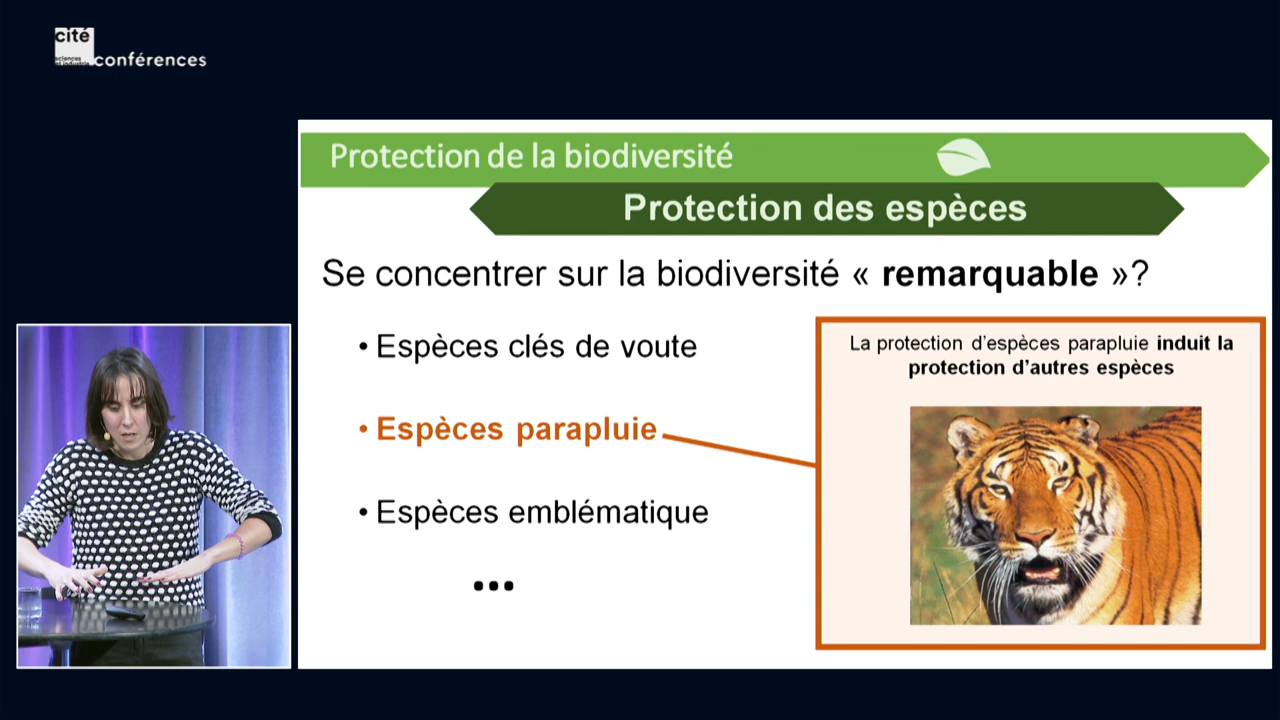 cité
sciences
et industrie
conférences
Protection de la biodiversité
Protection des espèces
Se concentrer sur la biodiversité « remarquable »?
• Espèces clés de voute
• Espèces parapluie
• Espèces emblématique
...
La protection d'espèces parapluie induit la
protection d'autres espèces